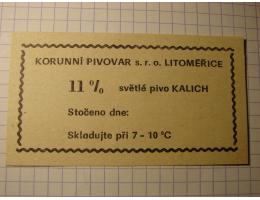 KORUNNÍ PIVOVAR s. r. o. LITOMĚŘICE
11 % světlé pivo KALICH
Stočeno dne:
Skladujte při 7 - 10 °C